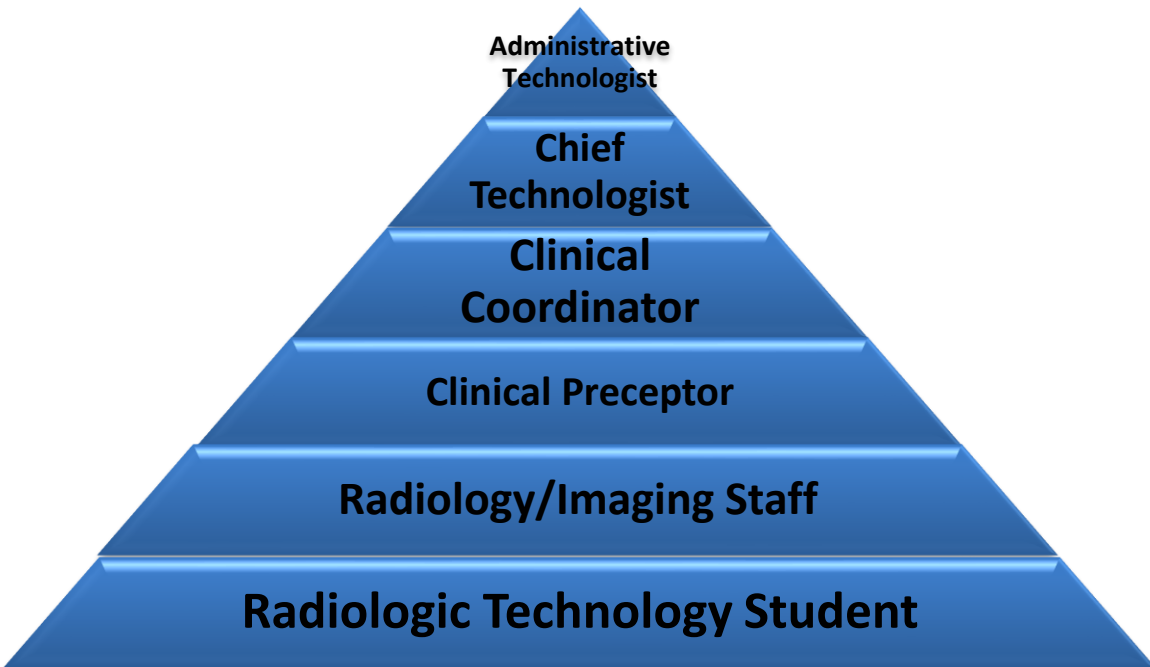 Administrative
Technologist
Chief
Technologist
Clinical
Coordinator
Clinical Preceptor
Radiology/Imaging Staff
Radiologic Technology Student